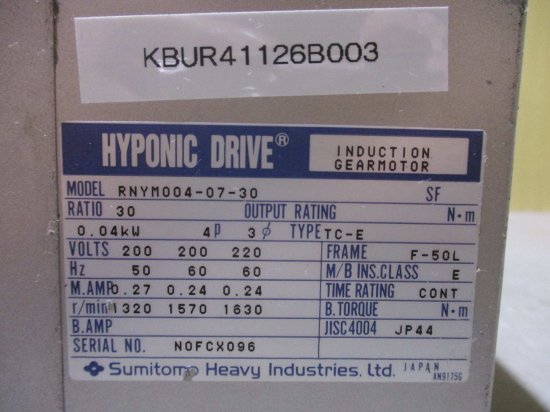 KBUR41126B003
HYPONIC DRIVE® INDUCTION GEARMOTOR
MODEL RNYM004-07-30 SF
RATIO 30 OUTPUT RATING N·m
0.04kW 4P 3φ TYPE TC-E
VOLTS 200 200 220 FRAME F-50L
Hz 50 60 60 M/B INS.CLASS E
M.AMP 0.27 0.24 0.24 TIME RATING CONT
r/min 1320 1570 1630 B.TORQUE N·m
B.AMP JISC4004 JP44
SERIAL NO. N0FCX096
Sumitomo Heavy Industries, Ltd. JAPAN
AN9175G